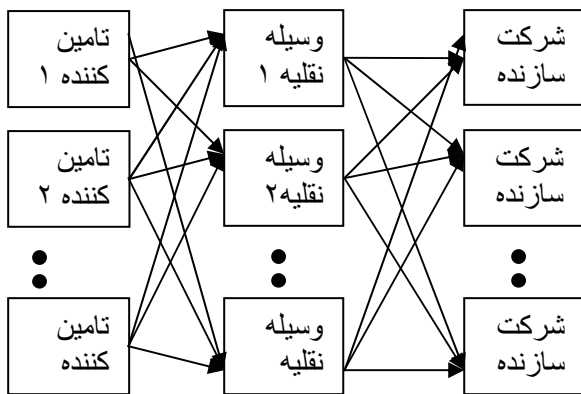 تامین
کننده ۱
وسیله
نقلیه ۱
شرکت
سازنده
تامین
کننده ۲
وسیله
نقلیه۲
شرکت
سازنده
تامین
کننده
وسیله
نقلیه
شرکت
سازنده